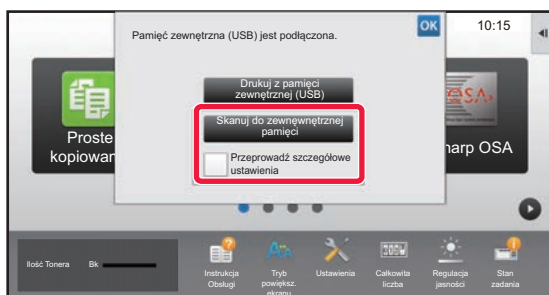 Pamięć zewnętrzna (USB) jest podłączona.
OK
10:15
Drukuj z pamięci
zewnętrznej (USB)
Skanuj do zewnęwnętrznej
pamięci
Przeprowadź szczegółowe
ustawienia
Proste
kopiowan
harp OSA
Ilość Tonera Bk
Instrukcja
Obsługi
Tryb
powiększ.
ekranu
Ustawienia
Całkowita
liczba
Regulacja
jasności
Stan
zadania